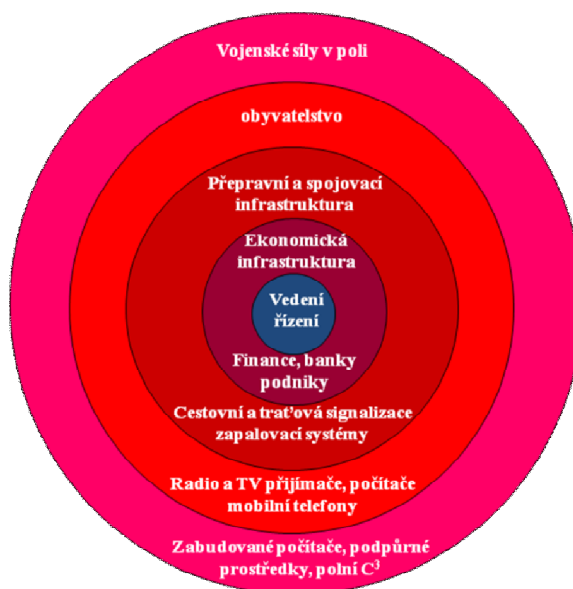 Vojenské síly v poli
obyvatelstvo
Přepravní a spojovací
infrastruktura
Ekonomická
infrastruktura
Vedení
řízení
Finance, banky
podniky
Cestovní a traťová signalizace
zapalovací systémy
Radio a TV přijímače, počítače
mobilní telefony
Zabudované počítače, podpůrné
prostředky, polní C³